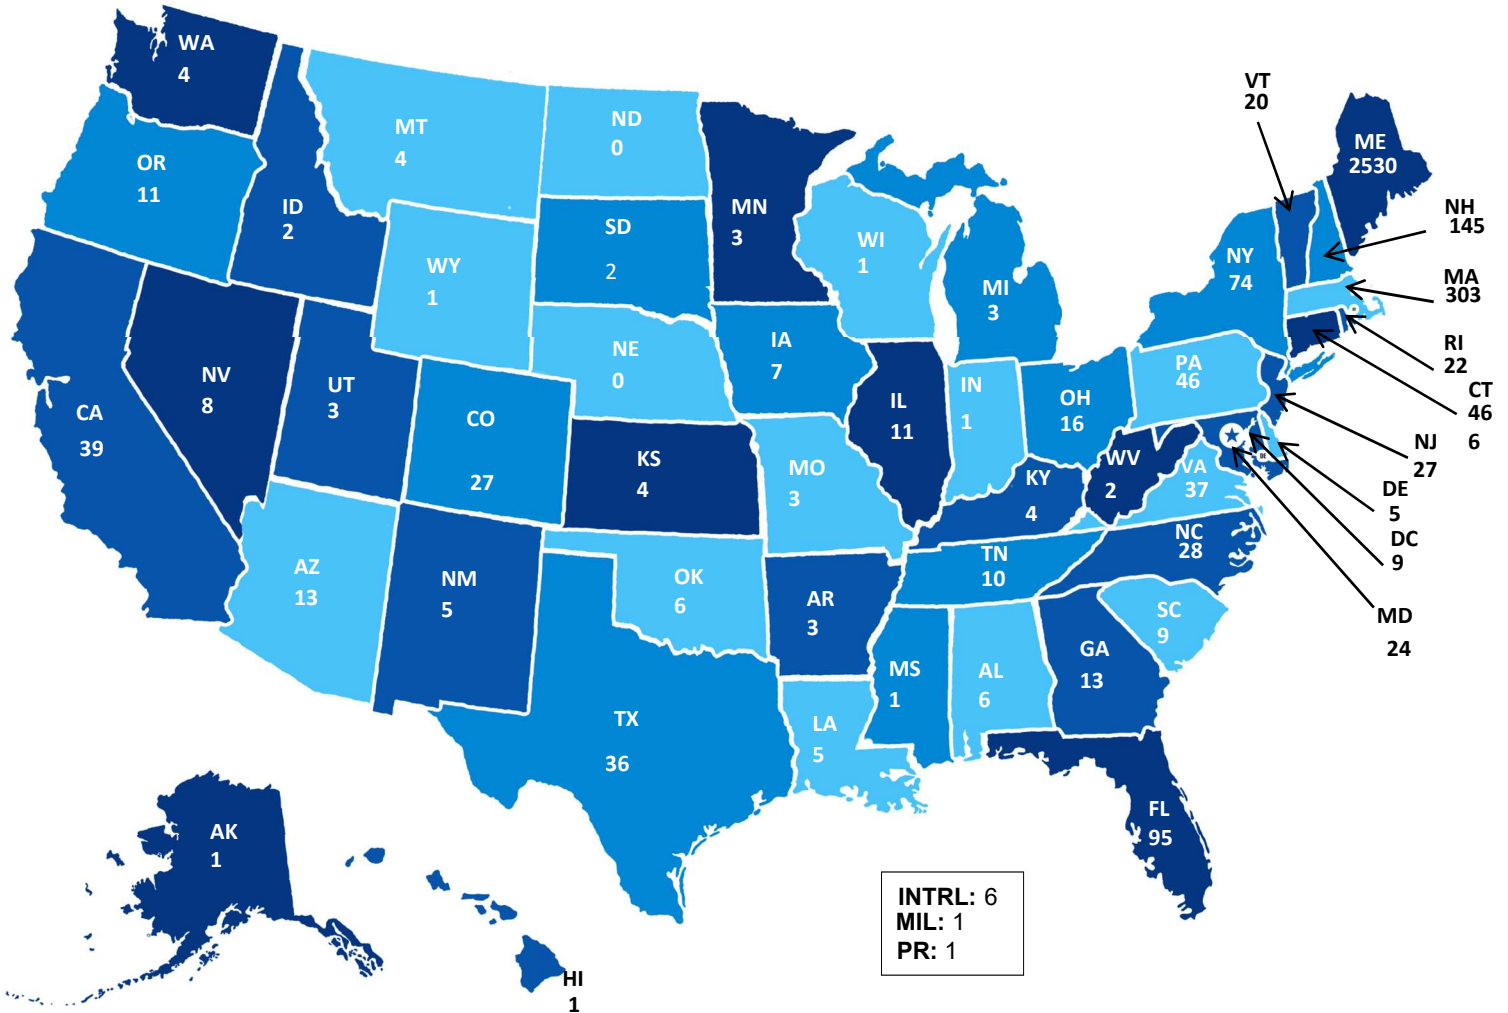 WA
4
MT
4
ND
0
OR
11
ID
2
WY
1
SD
2
MN
3
WI
1
MI
3
NE
0
IA
7
NV
8
UT
3
CA
39
CO
27
KS
4
MO
3
IL
11
IN
1
OH
16
KY
4
WV
2
VA
37
PA
46
NY
74
VT
20
ME
2530
NH
145
MA
303
RI
22
CT
46
6
NJ
27
DE
5
DC
9
MD
24
DE
NC
28
TN
10
SC
9
AZ
13
NM
5
OK
6
AR
3
TX
36
LA
5
MS
1
AL
6
GA
13
FL
95
AK
1
HI
1
INTRL: 6
MIL: 1
PR: 1